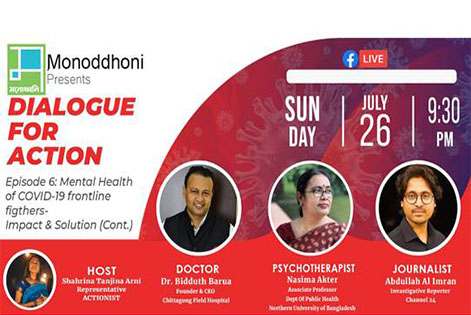 মনোধ্বনি
Monoddhoni
Presents
DIALOGUE
FOR
ACTION
Episode 6: Mental Health
of COVID-19 frontline
figthers-
Impact & Solution (Cont.)
LIVE
SUN
DAY
JULY
26
9:30
PM
HOST
Shahrina Tanjina Arni
Representative
ACTIONIST
DOCTOR
Dr. Bidduth Barua
Founder & CEO
Chittagong Field Hospital
PSYCHOTHERAPIST
Nasima Akter
Associate Professor
Dept Of Public Health
Northern University of Bangladesh
JOURNALIST
Abdullah Al Imran
Investigative Reporter
Channel 24